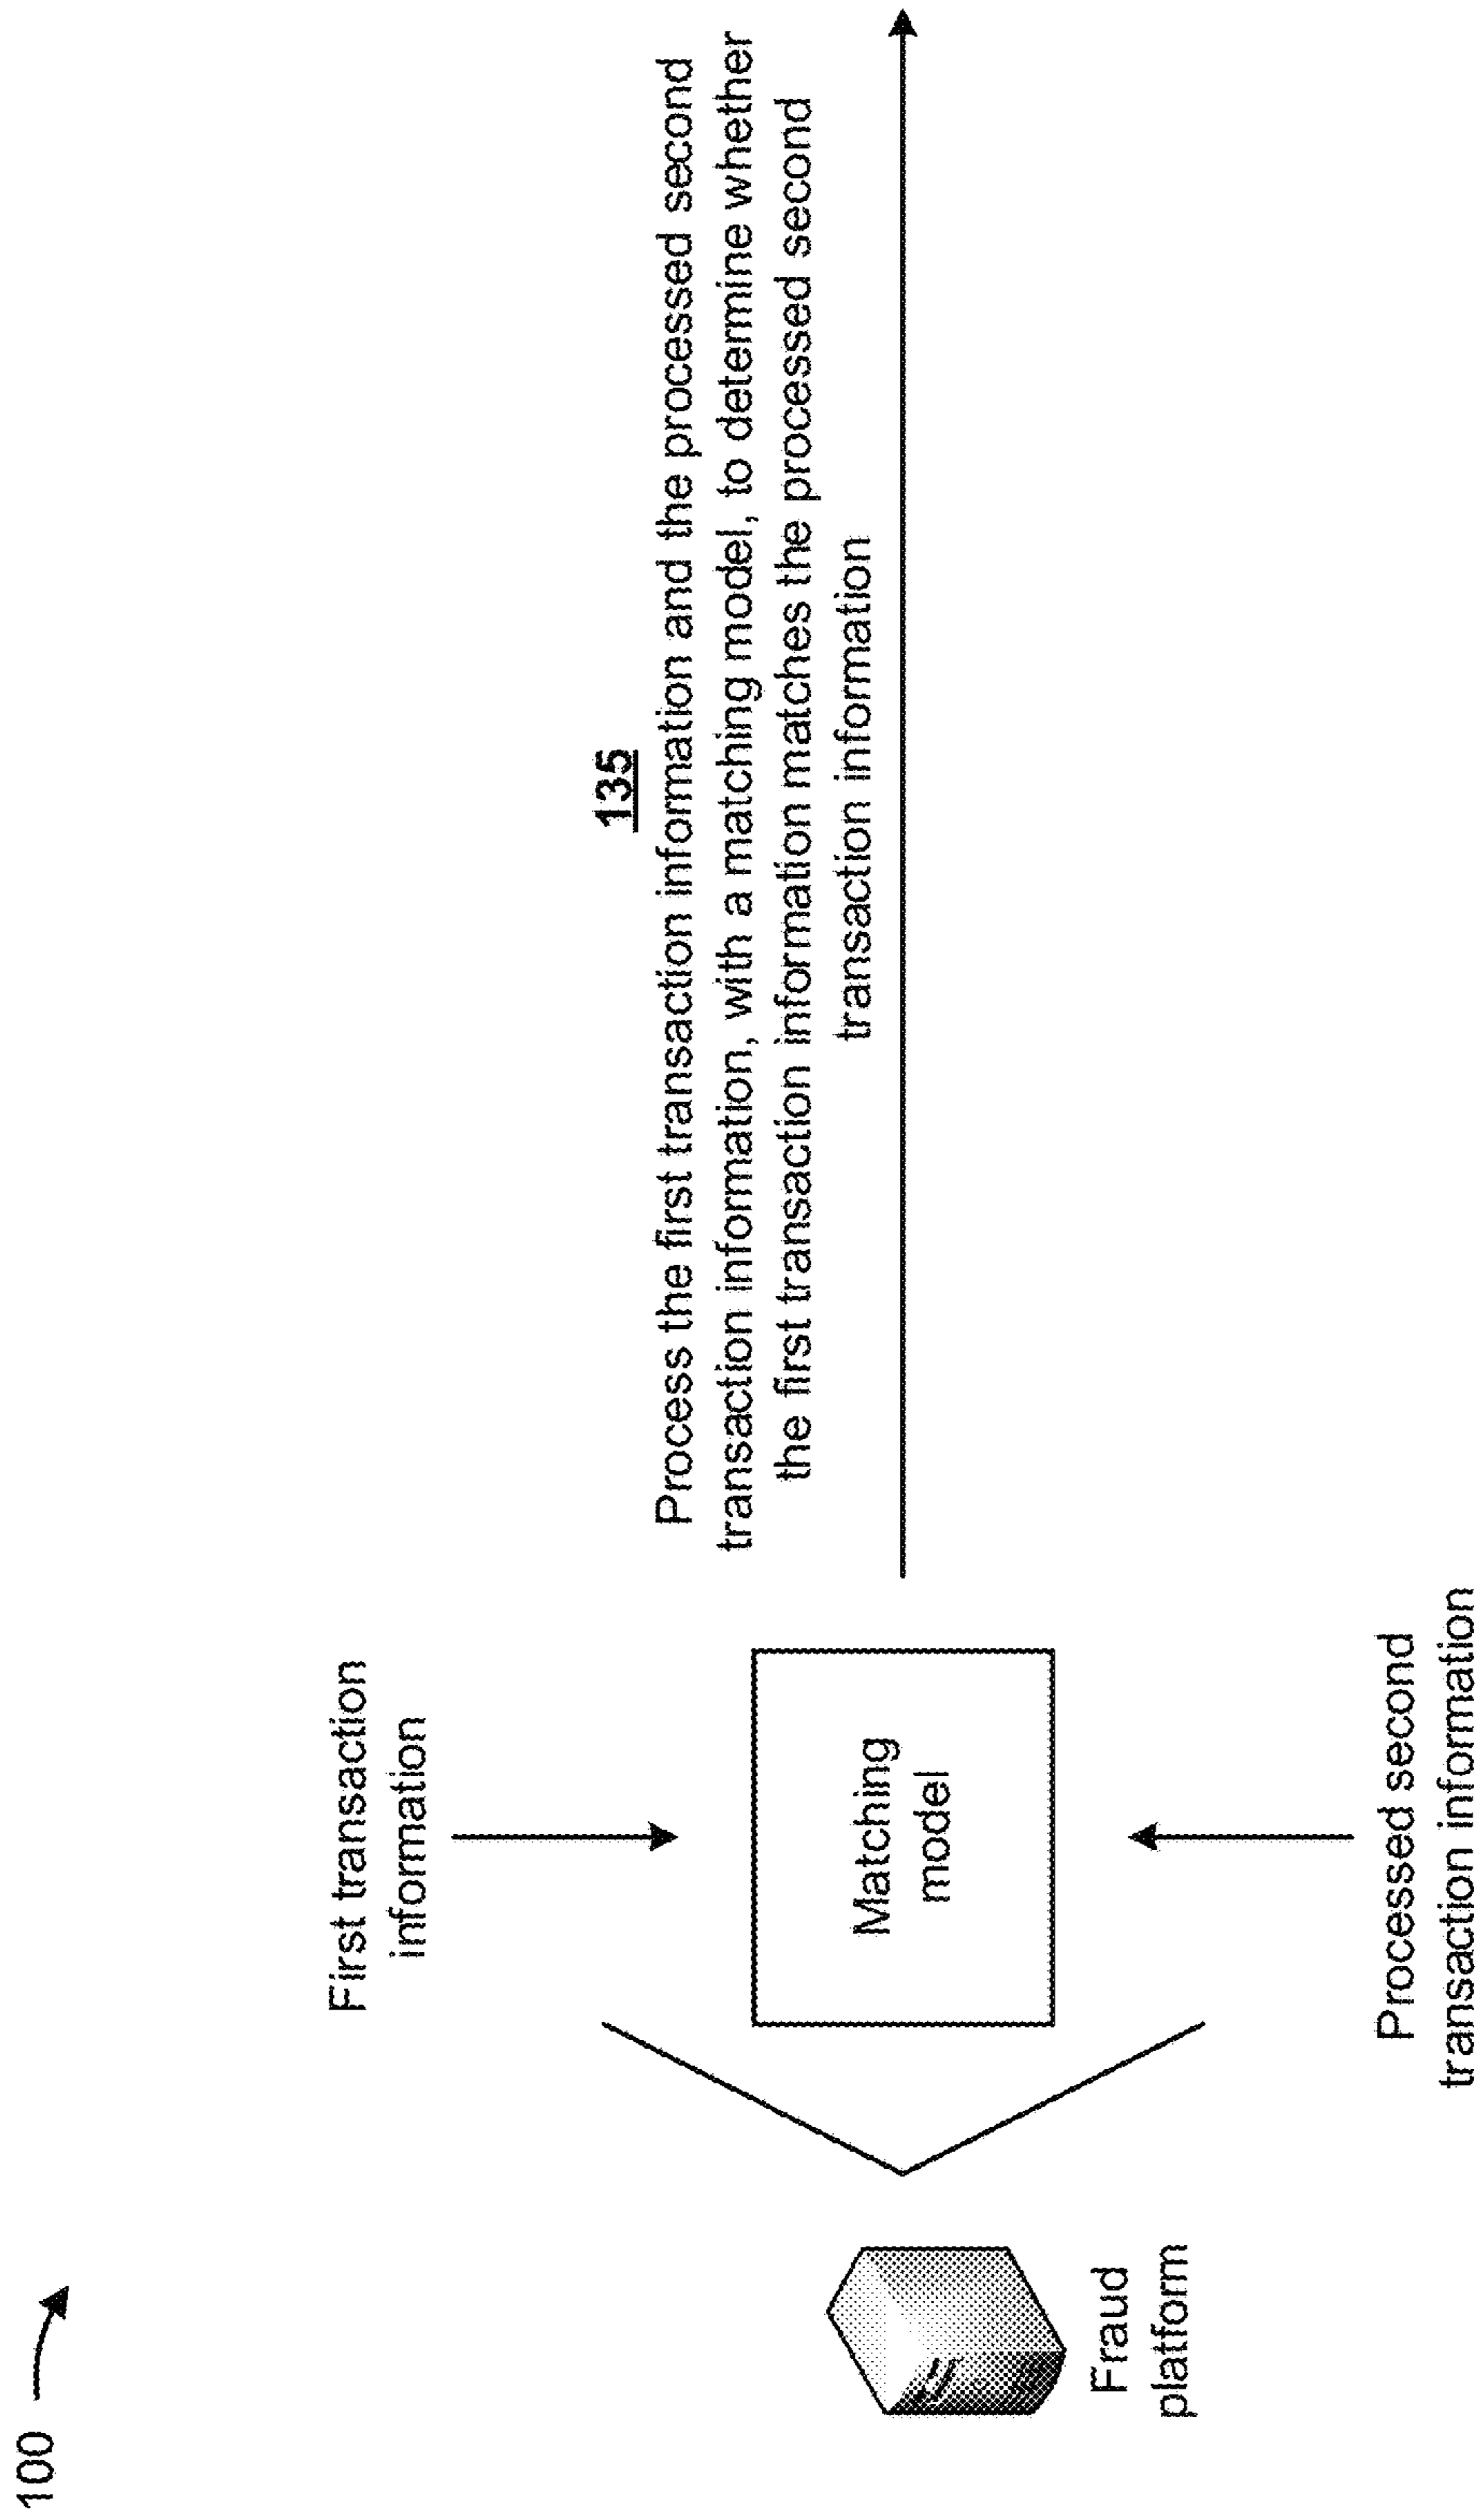 100
First transaction
information
Matching
model
Processed second
transaction information
Fraud
platform
135
Process the first transaction information and the processed second
transaction information, with a matching model, to determine whether
the first transaction information matches the processed second
transaction information